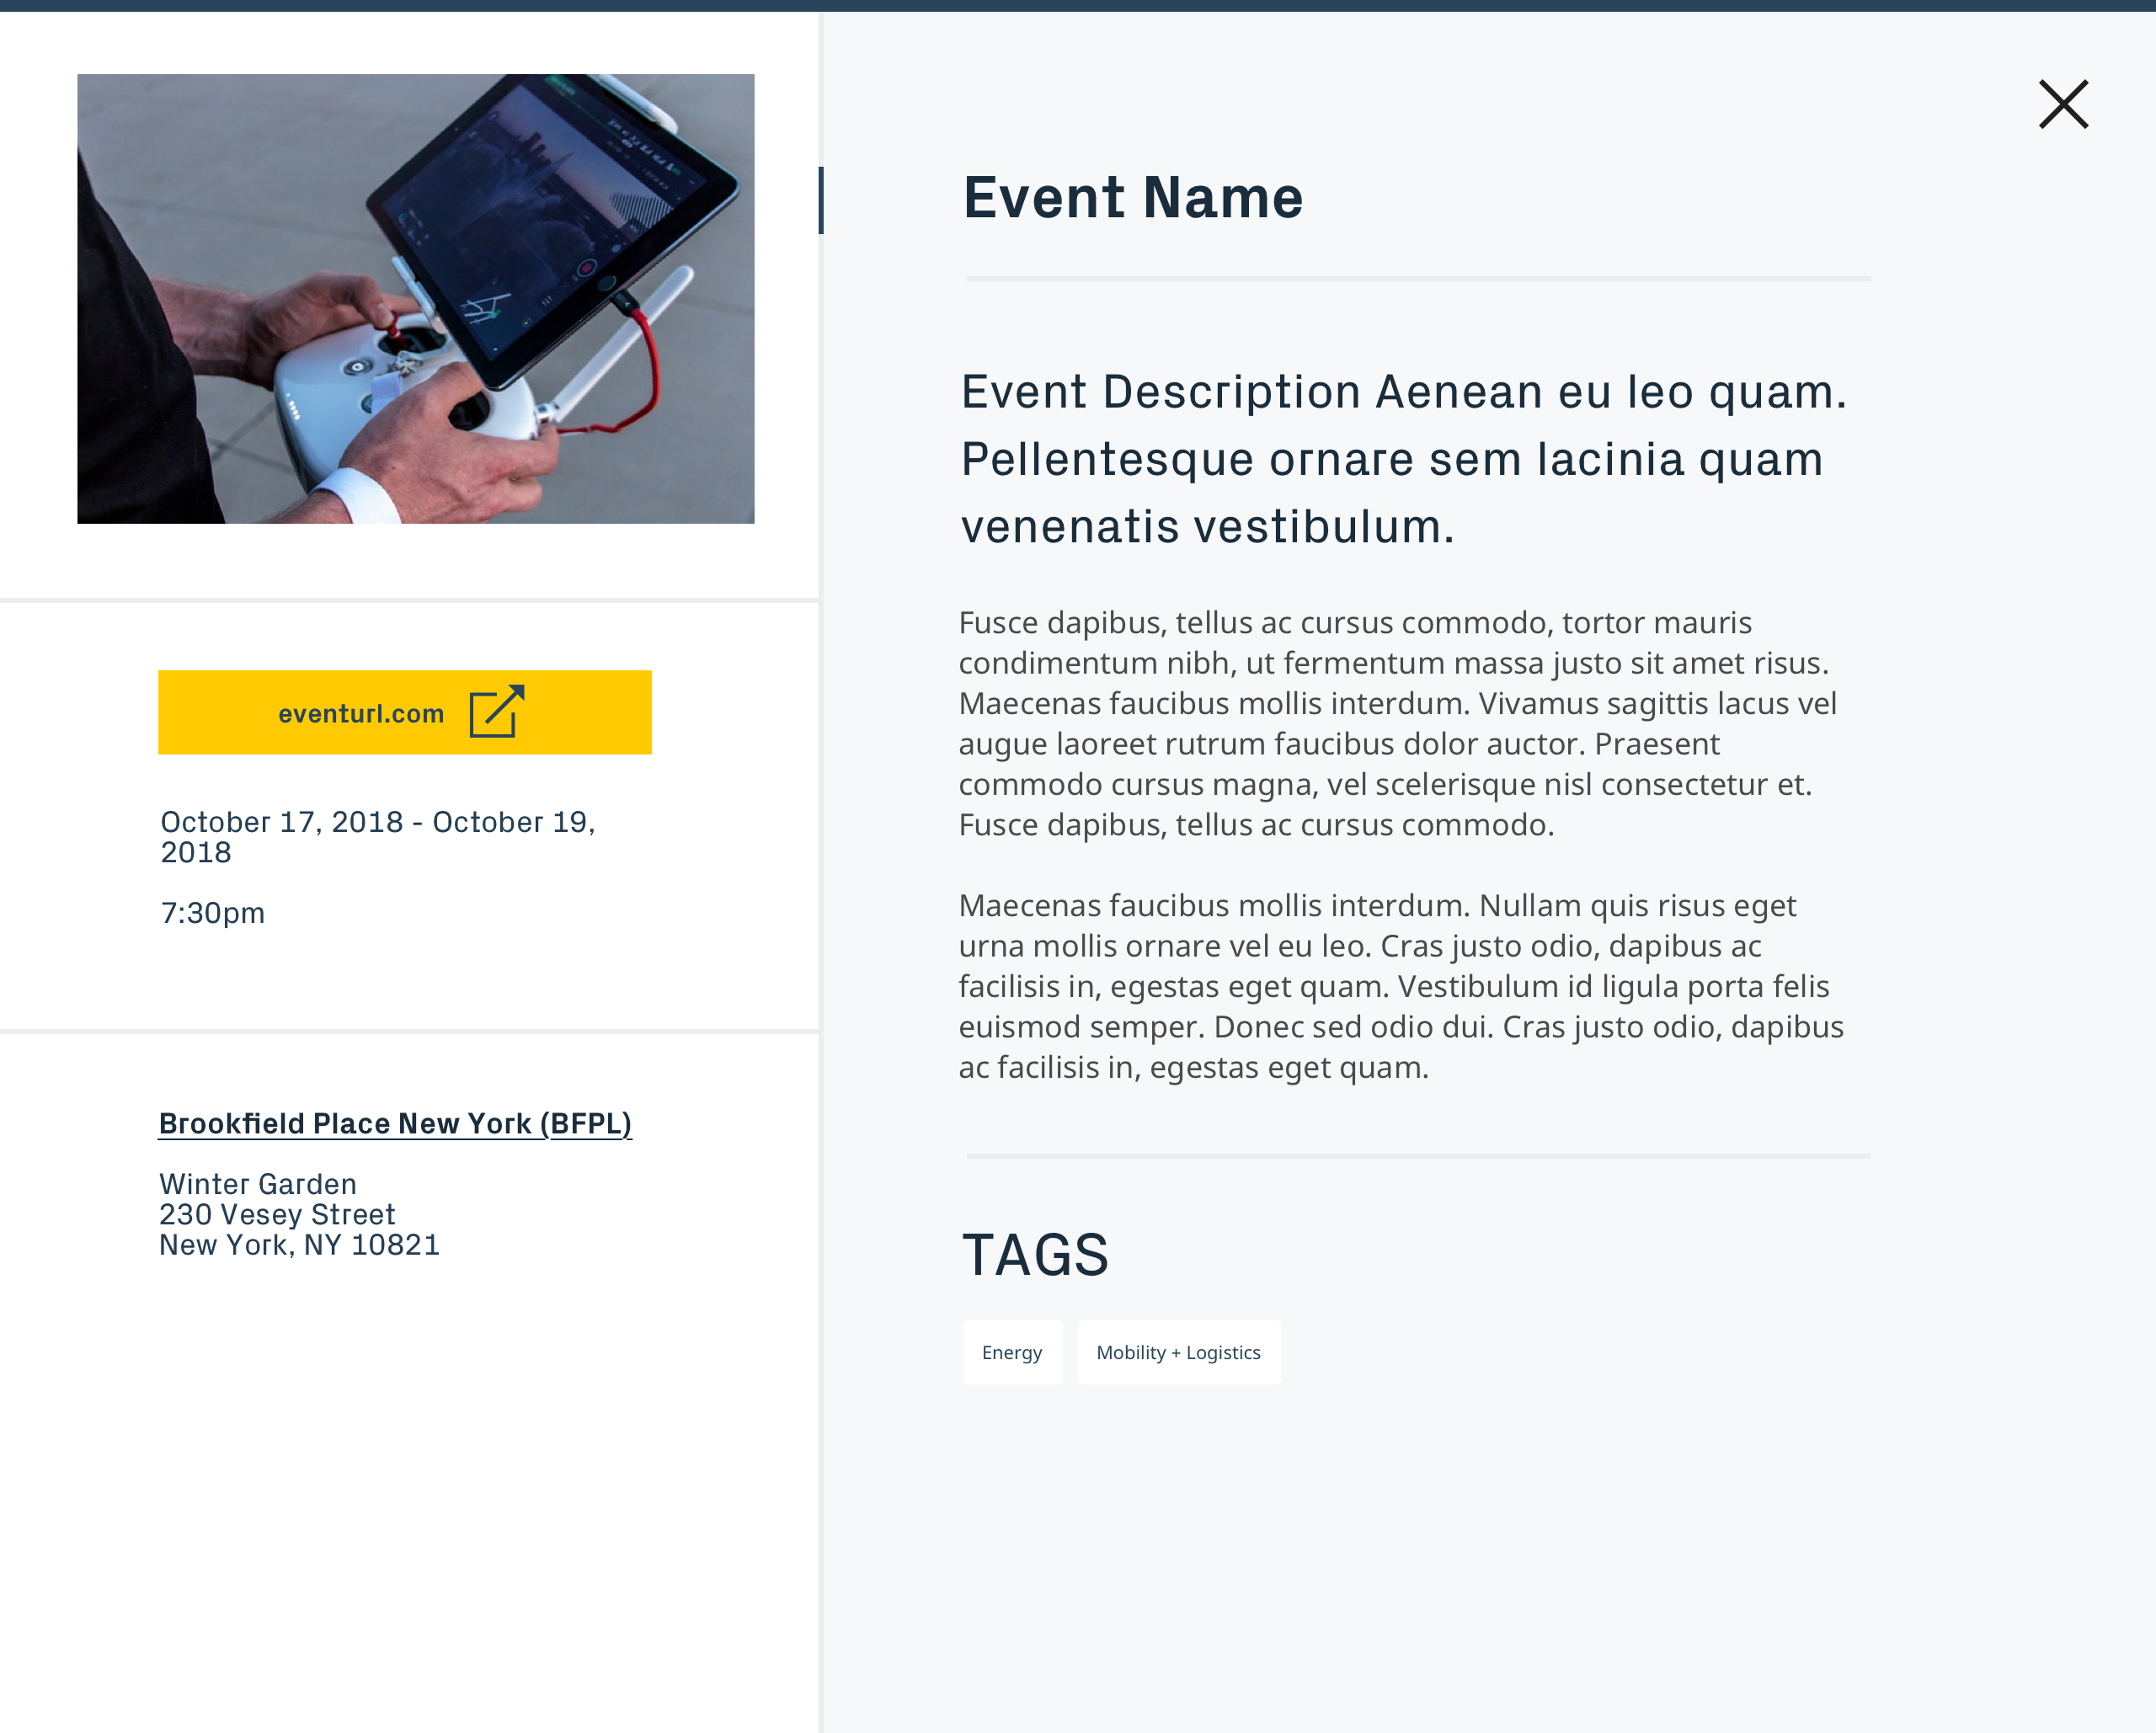 eventurl.com
October 17, 2018 - October 19,
2018
7:30pm
Brookfield Place New York (BFPL)
Winter Garden
230 Vesey Street
New York, NY 10821
Event Name
Event Description Aenean eu leo quam.
Pellentesque ornare sem lacinia quam
venenatis vestibulum.
Fusce dapibus, tellus ac cursus commodo, tortor mauris
condimentum nibh, ut fermentum massa justo sit amet risus.
Maecenas faucibus mollis interdum. Vivamus sagittis lacus vel
augue laoreet rutrum faucibus dolor auctor. Praesent
commodo cursus magna, vel scelerisque nisl consectetur et.
Fusce dapibus, tellus ac cursus commodo.
Maecenas faucibus mollis interdum. Nullam quis risus eget
urna mollis ornare vel eu leo. Cras justo odio, dapibus ac
facilisis in, egestas eget quam. Vestibulum id ligula porta felis
euismod semper. Donec sed odio dui. Cras justo odio, dapibus
ac facilisis in, egestas eget quam.
TAGS
Energy
Mobility + Logistics